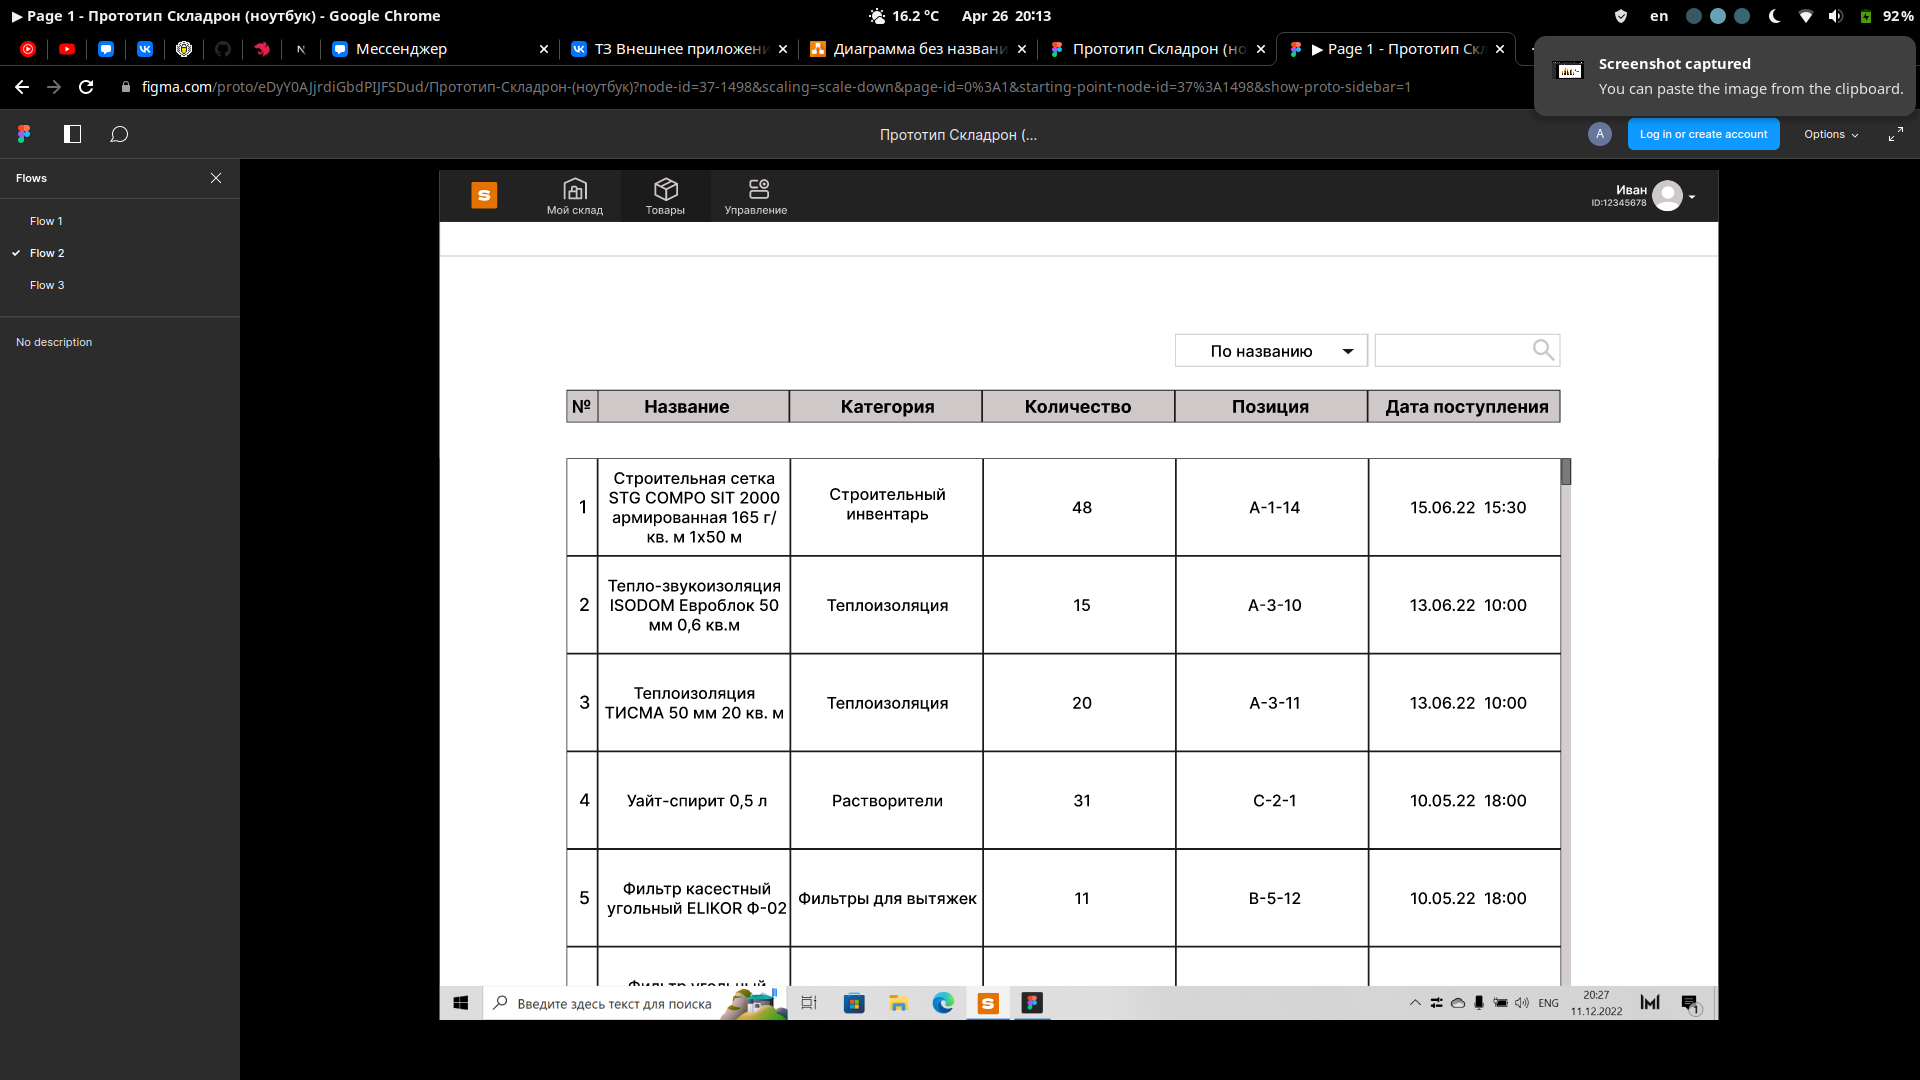 ▶ Page 1 - Прототип Складрон (ноутбук) - Google Chrome
16.2 °C Apr 26 20:13
en 92%
Мессенджер
ТЗ Внешнее приложени
Диаграмма без названи
Прототип Складрон (но
▶ Page 1 - Прототип Скл
figma.com/proto/eDyY0AJjrdiGbdPIJFSDud/Прототип-Складрон-(ноутбук)?node-id=37-1498&scaling=scale-down&page-id=0%3A1&starting-point-node-id=37%3A1498&show-proto-sidebar=1
Screenshot captured
You can paste the image from the clipboard.
Прототип Складрон (...
A
Log in or create account
Options
Flows
Flow 1
Flow 2
Flow 3
No description
S
Мой склад
Товары
Управление
Иван
ID:12345678
По названию
№ Название Категория Количество Позиция Дата поступления
1
Строительная сетка
STG COMPO SIT 2000
армированная 165 г/
кв. м 1х50 м
Строительный
инвентарь
48
A-1-14
15.06.22 15:30
2
Тепло-звукоизоляция
ISODOM Евроблок 50
мм 0,6 кв.м
Теплоизоляция
15
A-3-10
13.06.22 10:00
3
Теплоизоляция
ТИСМА 50 мм 20 кв. м
Теплоизоляция
20
A-3-11
13.06.22 10:00
4
Уайт-спирит 0,5 л
Растворители
31
C-2-1
10.05.22 18:00
5
Фильтр касестный
угольный ELIKOR Ф-02
Фильтры для вытяжек
11
B-5-12
10.05.22 18:00
Фильтр угольный
Введите здесь текст для поиска
S
ENG
20:27
11.12.2022
1